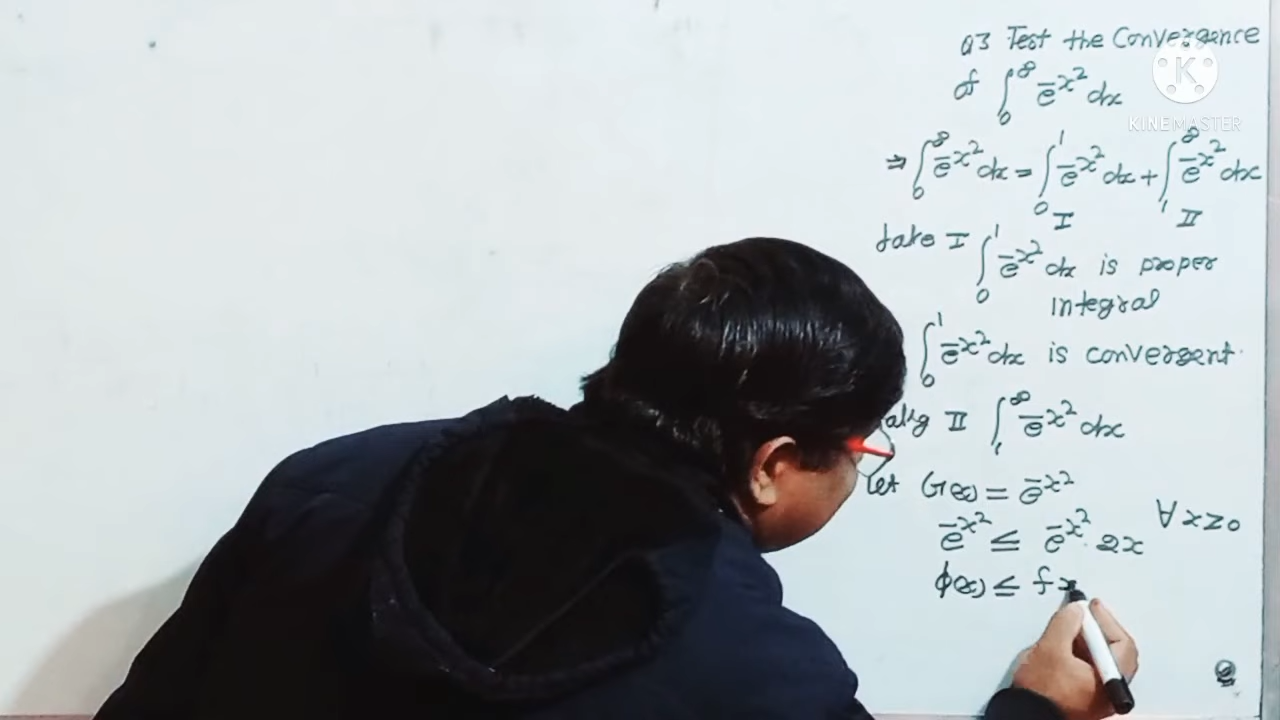 Q3 Test the Convergence
of ∫₀^∞ e^-x² dx
KINEMASTER
⇒ ∫₀^∞ e^-x² dx = ∫₀¹ e^-x² dx + ∫₁^∞ e^-x² dx
I II
take I ∫₀¹ e^-x² dx is proper
integral
∫₀¹ e^-x² dx is convergent.
II ∫₁^∞ e^-x² dx
let = e^-x²
e^-x² ≤ e^-x² · 2x ∀ x ≥ 0
ϕ(x) ≤ f x